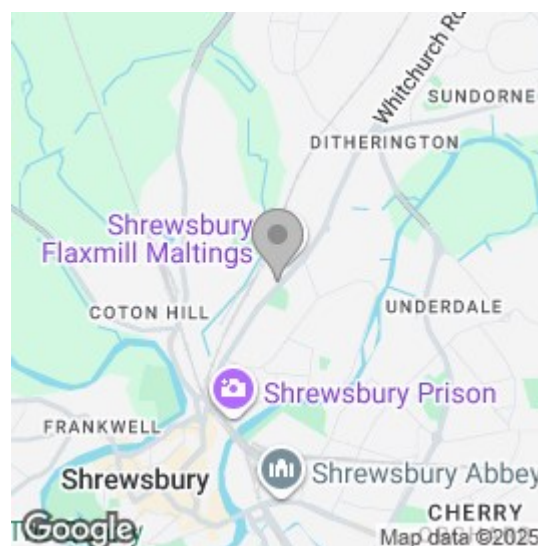 Whitchurch Rd
SUNDORNE
DITHERINGTON
Shrewsbury
Flaxmill Maltings
COTON HILL
UNDERDALE
Shrewsbury Prison
FRANKWELL
Shrewsbury
Shrewsbury Abbey
CHERRY
Google
Map data ©2025